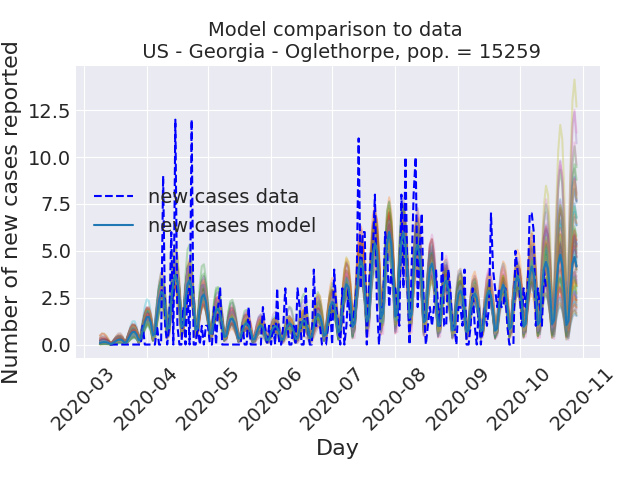 Model comparison to data
US - Georgia - Oglethorpe, pop. = 15259
Number of new cases reported
12.5
10.0
7.5
5.0
2.5
0.0
new cases data
new cases model
2020-03
2020-04
2020-05
2020-06
2020-07
2020-08
2020-09
2020-10
2020-11
Day